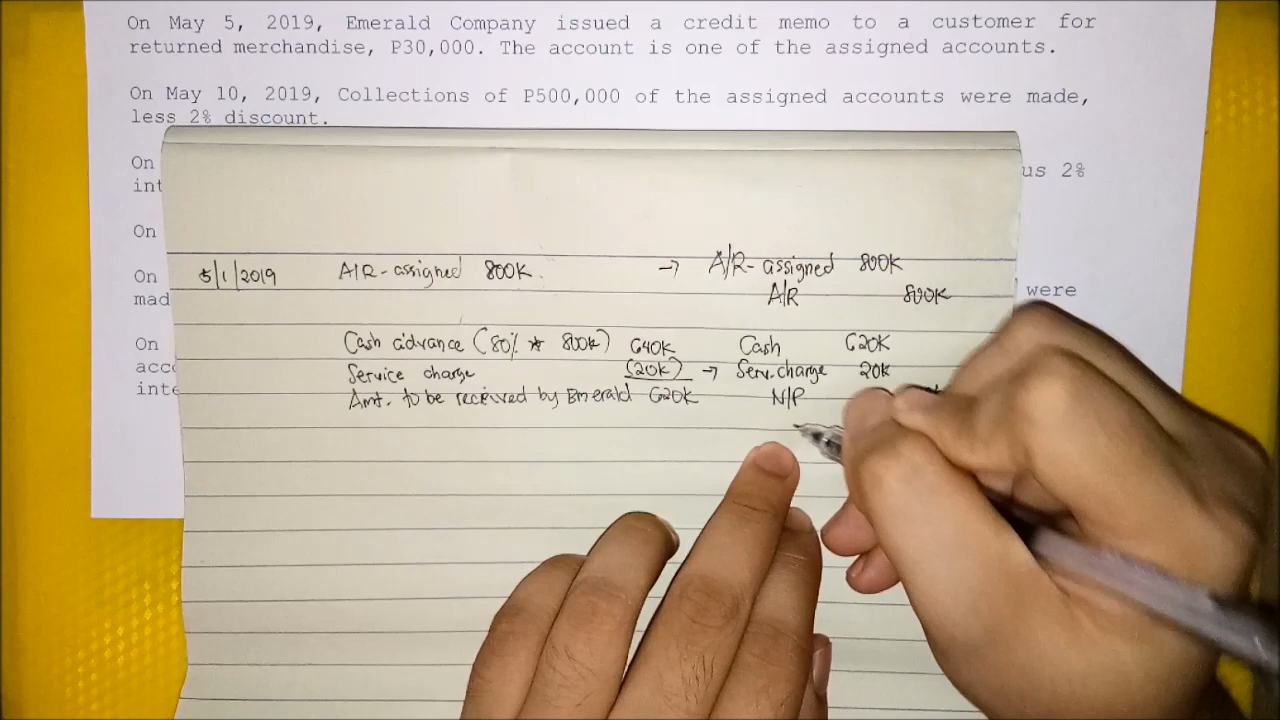 On May 5, 2019, Emerald Company issued a credit memo to a customer for
returned merchandise, P30,000. The account is one of the assigned accounts.
On May 10, 2019, Collections of P500,000 of the assigned accounts were made,
less 2% discount.
On us 2%
int
On
On were
mad
On
acco
inte
5/1/2019 A/R-assigned 800K. → A/R-assigned 800K
A/R 800K
Cash advance (80% * 800K) 640K Cash 620K
Service charge (20K) → Serv.charge 20K
Amt. to be received by Emerald 620K N/P